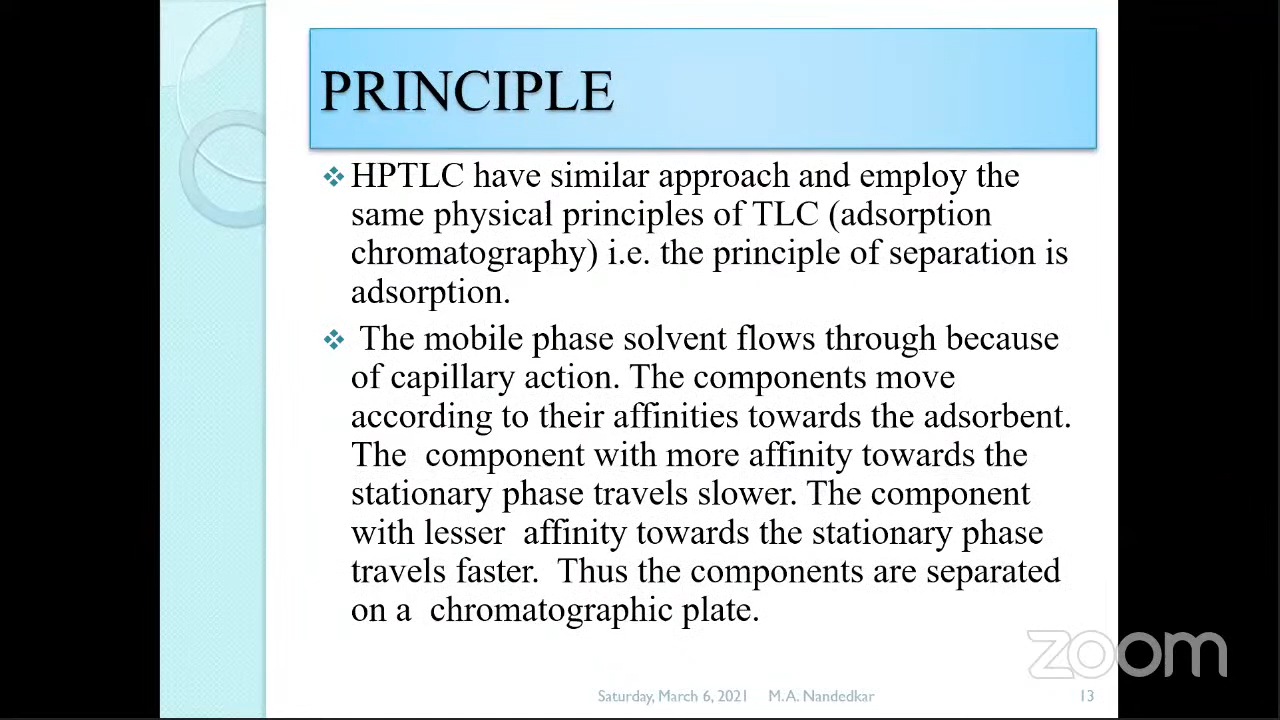 PRINCIPLE
HPTLC have similar approach and employ the
same physical principles of TLC (adsorption
chromatography) i.e. the principle of separation is
adsorption.
The mobile phase solvent flows through because
of capillary action. The components move
according to their affinities towards the adsorbent.
The component with more affinity towards the
stationary phase travels slower. The component
with lesser affinity towards the stationary phase
travels faster. Thus the components are separated
on a chromatographic plate.
zoom
Saturday, March 6, 2021 M.A. Nandedkar 13